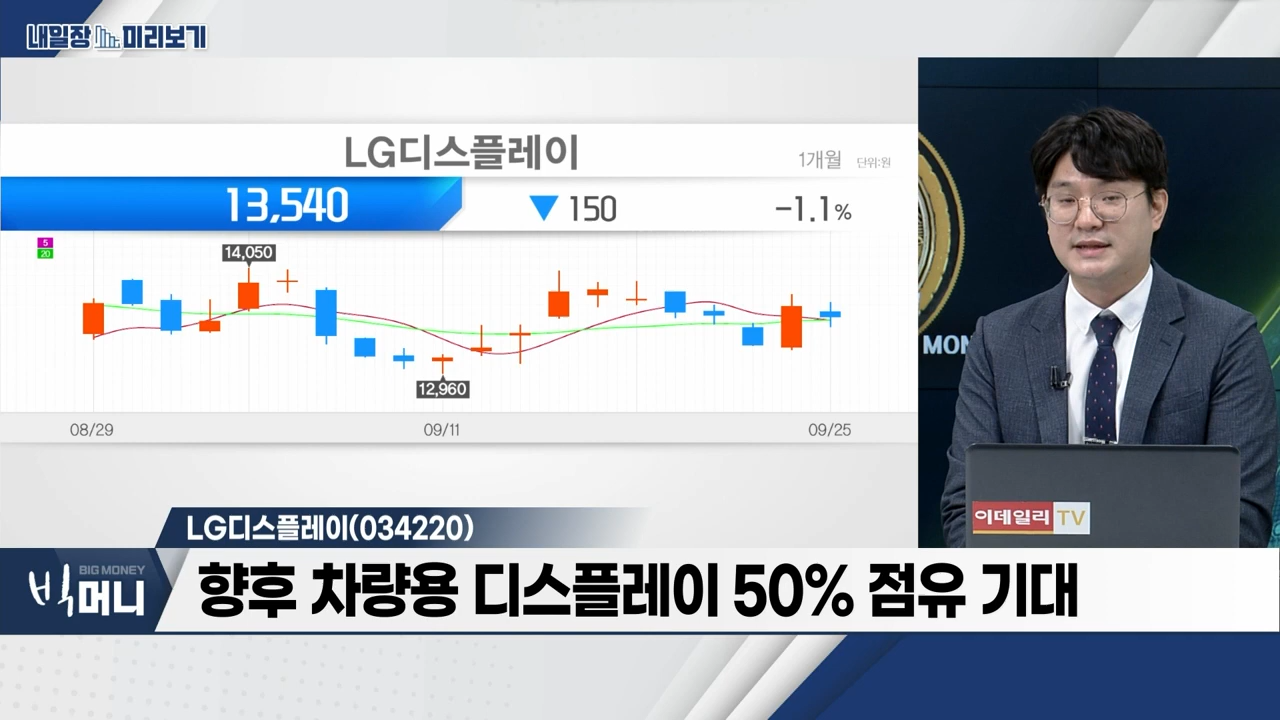 내일장 미리보기
LG디스플레이
1개월 단위:원
13,540 ▼ 150 -1.1%
5
20
14,050
12,960
08/29 09/11 09/25
MON
이데일리 TV
LG디스플레이(034220)
BIG MONEY
빅머니
향후 차량용 디스플레이 50% 점유 기대